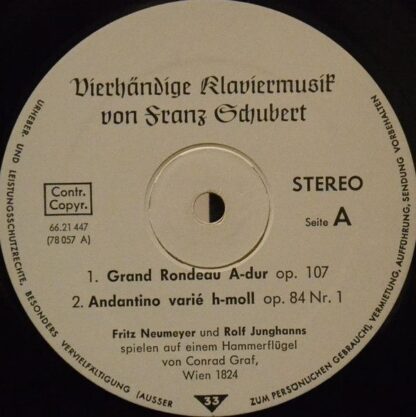 Vierhändige Klaviermusik
von Franz Schubert
Contr.
Copyr.
66.21 447
(78 057 A)
STEREO
Seite A
1. Grand Rondeau A-dur op. 107
2. Andantino varié h-moll op. 84 Nr. 1
Fritz Neumeyer und Rolf Junghanns
spielen auf einem Hammerflügel
von Conrad Graf,
Wien 1824
33
URHEBER- UND LEISTUNGSSCHUTZRECHTE, BESONDERS VERVIELFÄLTIGUNG (AUSSER ZUM PERSÖNLICHEN GEBRAUCH), VERMIETUNG, AUFFÜHRUNG, SENDUNG VORBEHALTEN